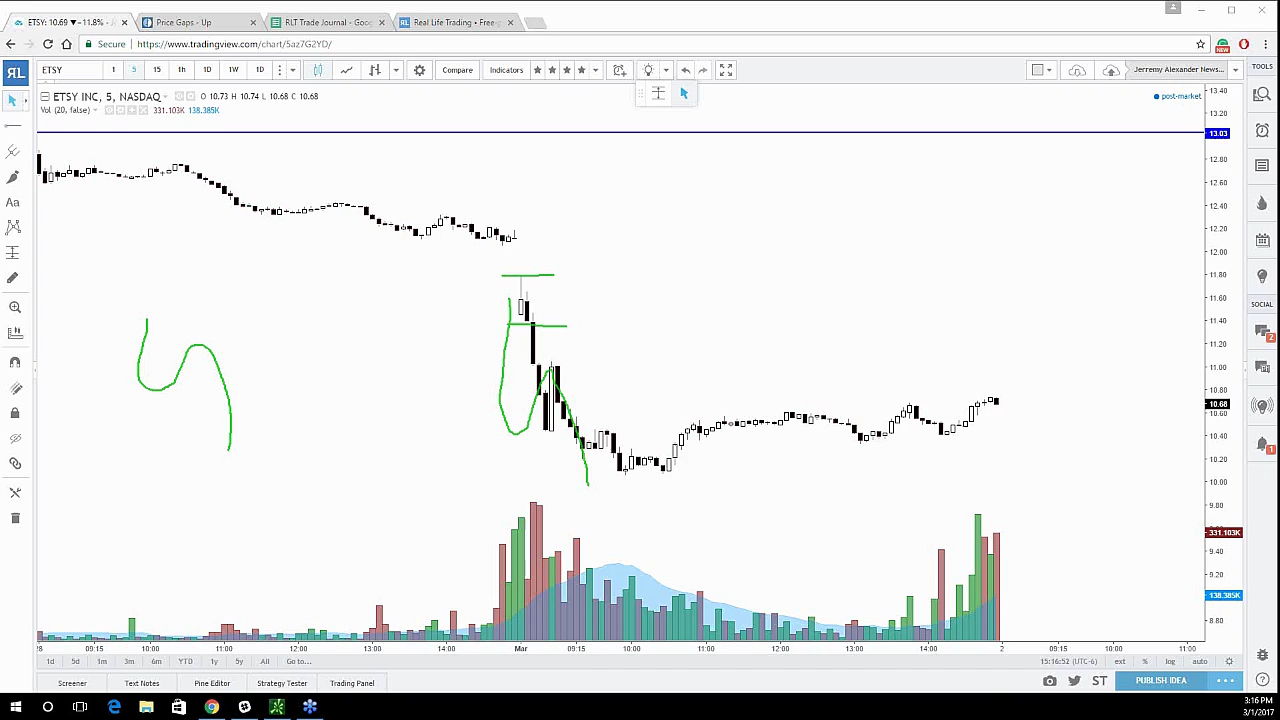 ETSY: 10.69 ▼−11.8%
Price Gaps - Up
RLT Trade Journal - Goog
Real Life Trading • Free-
Secure
https://www.tradingview.com/chart/5az7G2YD/
ЯL
ETSY
1
5
15
1h
1D
1W
1D
Compare
Indicators
Jerremy Alexander News...
TOOLS
ETSY INC, 5, NASDAQ
O 10.73 H 10.74 L 10.68 C 10.68
Vol (20, false)
331.103K
138.385K
post-market
13.40
13.20
13.03
12.80
12.60
12.40
12.20
12.00
11.80
11.60
11.40
11.20
11.00
10.80
10.68
10.60
10.40
10.20
10.00
9.80
331.103K
9.40
9.20
138.385K
8.80
Aa
SOCIAL
2
1
28
09:15
10:00
11:00
12:00
13:00
14:00
Mar
09:15
10:00
11:00
12:00
13:00
14:00
2
09:15
10:00
11:00
1d
5d
1m
3m
6m
YTD
1y
5y
All
Go to...
15:16:52 (UTC-6)
ext
%
log
auto
Screener
Text Notes
Pine Editor
Strategy Tester
Trading Panel
ST
PUBLISH IDEA
3:16 PM
3/1/2017